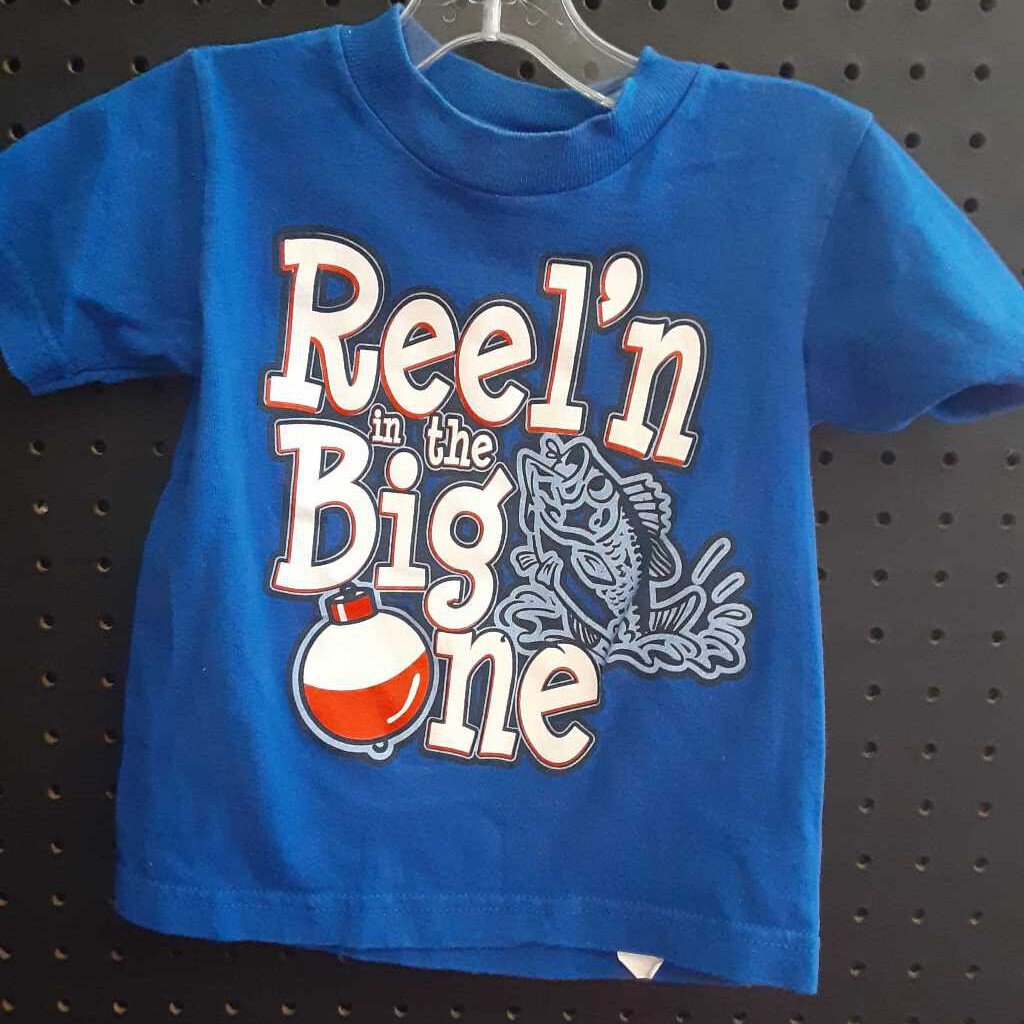 Reel'n
in the
Big
One